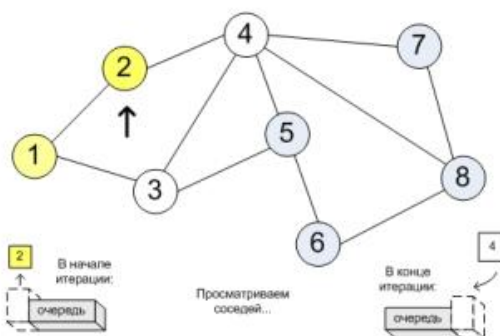 4
7
2
5
1
3
8
6
2
В начале
итерации:
очередь
Просматриваем
соседей...
В конце
итерации:
очередь
4